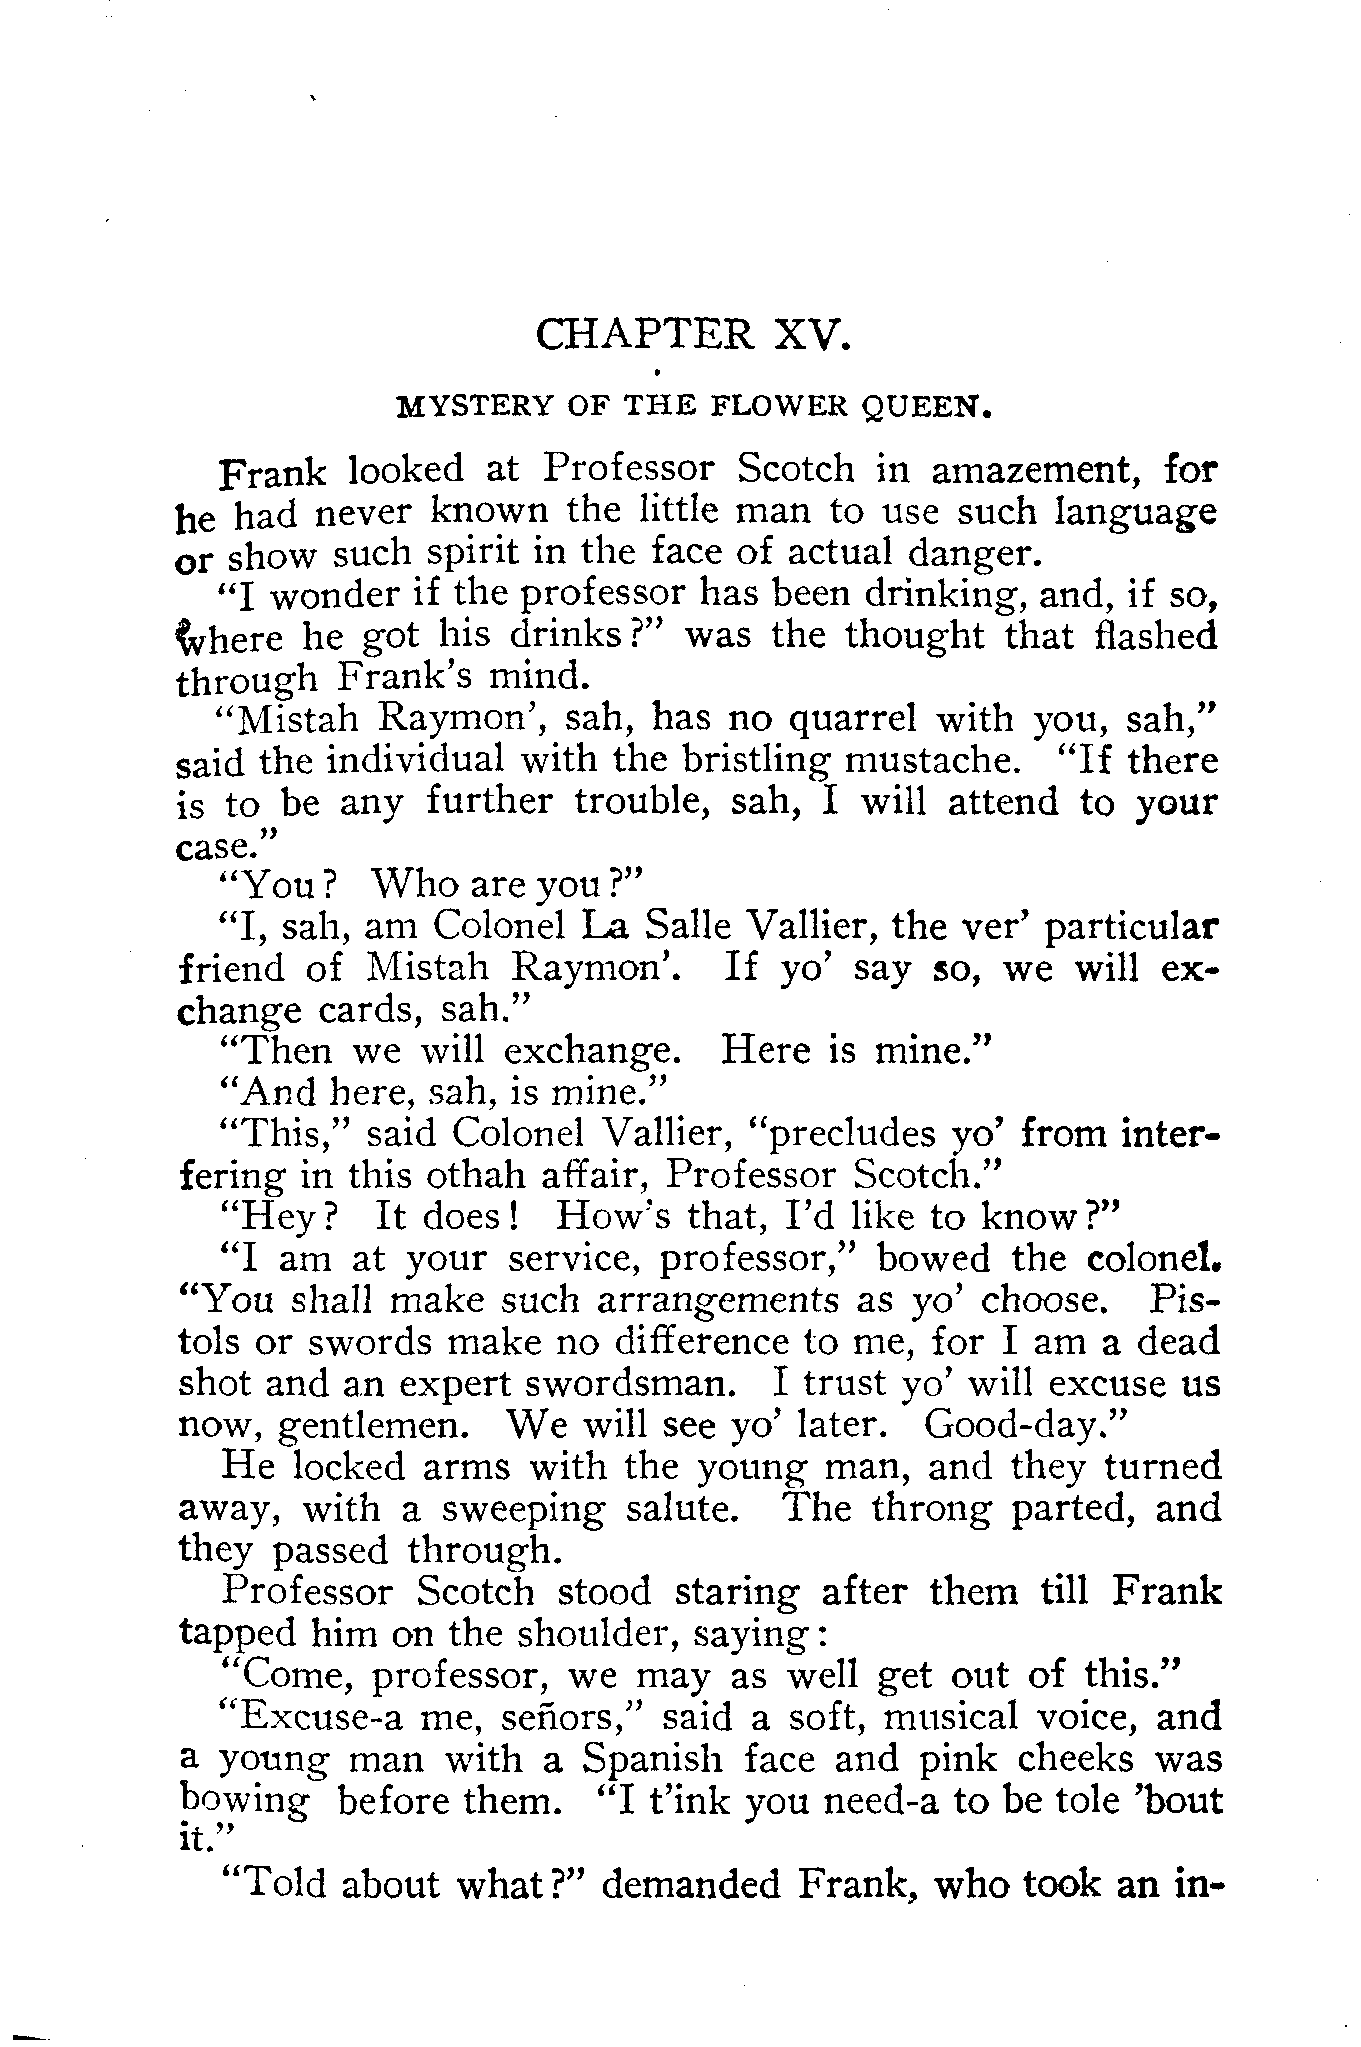 CHAPTER XV.
MYSTERY OF THE FLOWER QUEEN.
Frank looked at Professor Scotch in amazement, for
he had never known the little man to use such language
or show such spirit in the face of actual danger.
“I wonder if the professor has been drinking, and, if so,
where he got his drinks?” was the thought that flashed
through Frank’s mind.
“Mistah Raymon’, sah, has no quarrel with you, sah,”
said the individual with the bristling mustache. “If there
is to be any further trouble, sah, I will attend to your
case.”
“You? Who are you?”
“I, sah, am Colonel La Salle Vallier, the ver’ particular
friend of Mistah Raymon’. If yo’ say so, we will ex-
change cards, sah.”
“Then we will exchange. Here is mine.”
“And here, sah, is mine.”
“This,” said Colonel Vallier, “precludes yo’ from inter-
fering in this othah affair, Professor Scotch.”
“Hey? It does! How’s that, I’d like to know?”
“I am at your service, professor,” bowed the colonel.
“You shall make such arrangements as yo’ choose. Pis-
tols or swords make no difference to me, for I am a dead
shot and an expert swordsman. I trust yo’ will excuse us
now, gentlemen. We will see yo’ later. Good-day.”
He locked arms with the young man, and they turned
away, with a sweeping salute. The throng parted, and
they passed through.
Professor Scotch stood staring after them till Frank
tapped him on the shoulder, saying:
“Come, professor, we may as well get out of this.”
“Excuse-a me, señors,” said a soft, musical voice, and
a young man with a Spanish face and pink cheeks was
bowing before them. “I t’ink you need-a to be tole ’bout
it.”
“Told about what?” demanded Frank, who took an in-